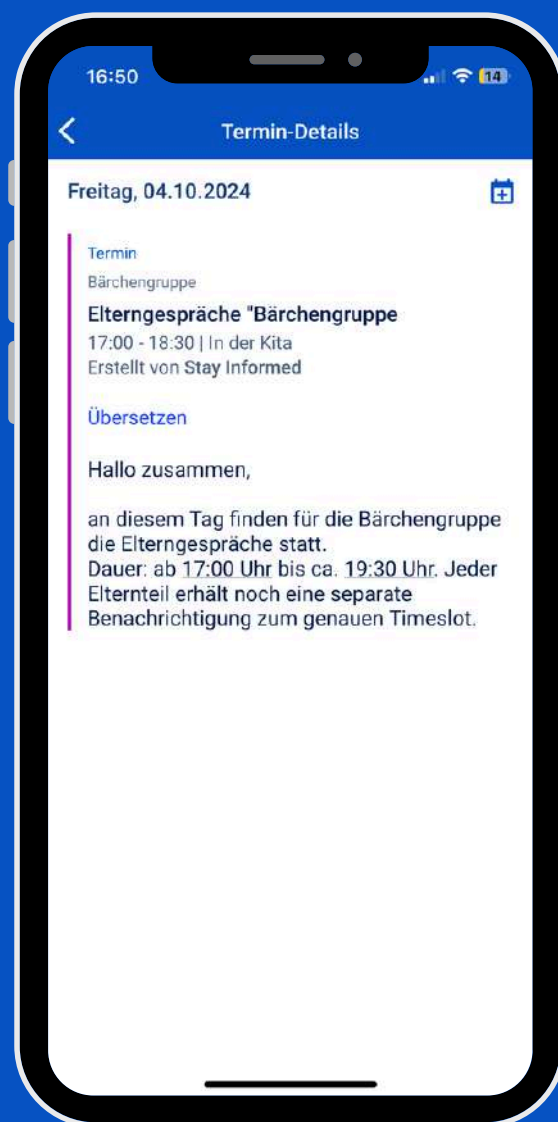 16:50
14
Termin-Details
Freitag, 04.10.2024
Termin
Bärchengruppe
Elterngespräche "Bärchengruppe
17:00 - 18:30 | In der Kita
Erstellt von Stay Informed
Übersetzen
Hallo zusammen,
an diesem Tag finden für die Bärchengruppe
die Elterngespräche statt.
Dauer: ab 17:00 Uhr bis ca. 19:30 Uhr. Jeder
Elternteil erhält noch eine separate
Benachrichtigung zum genauen Timeslot.